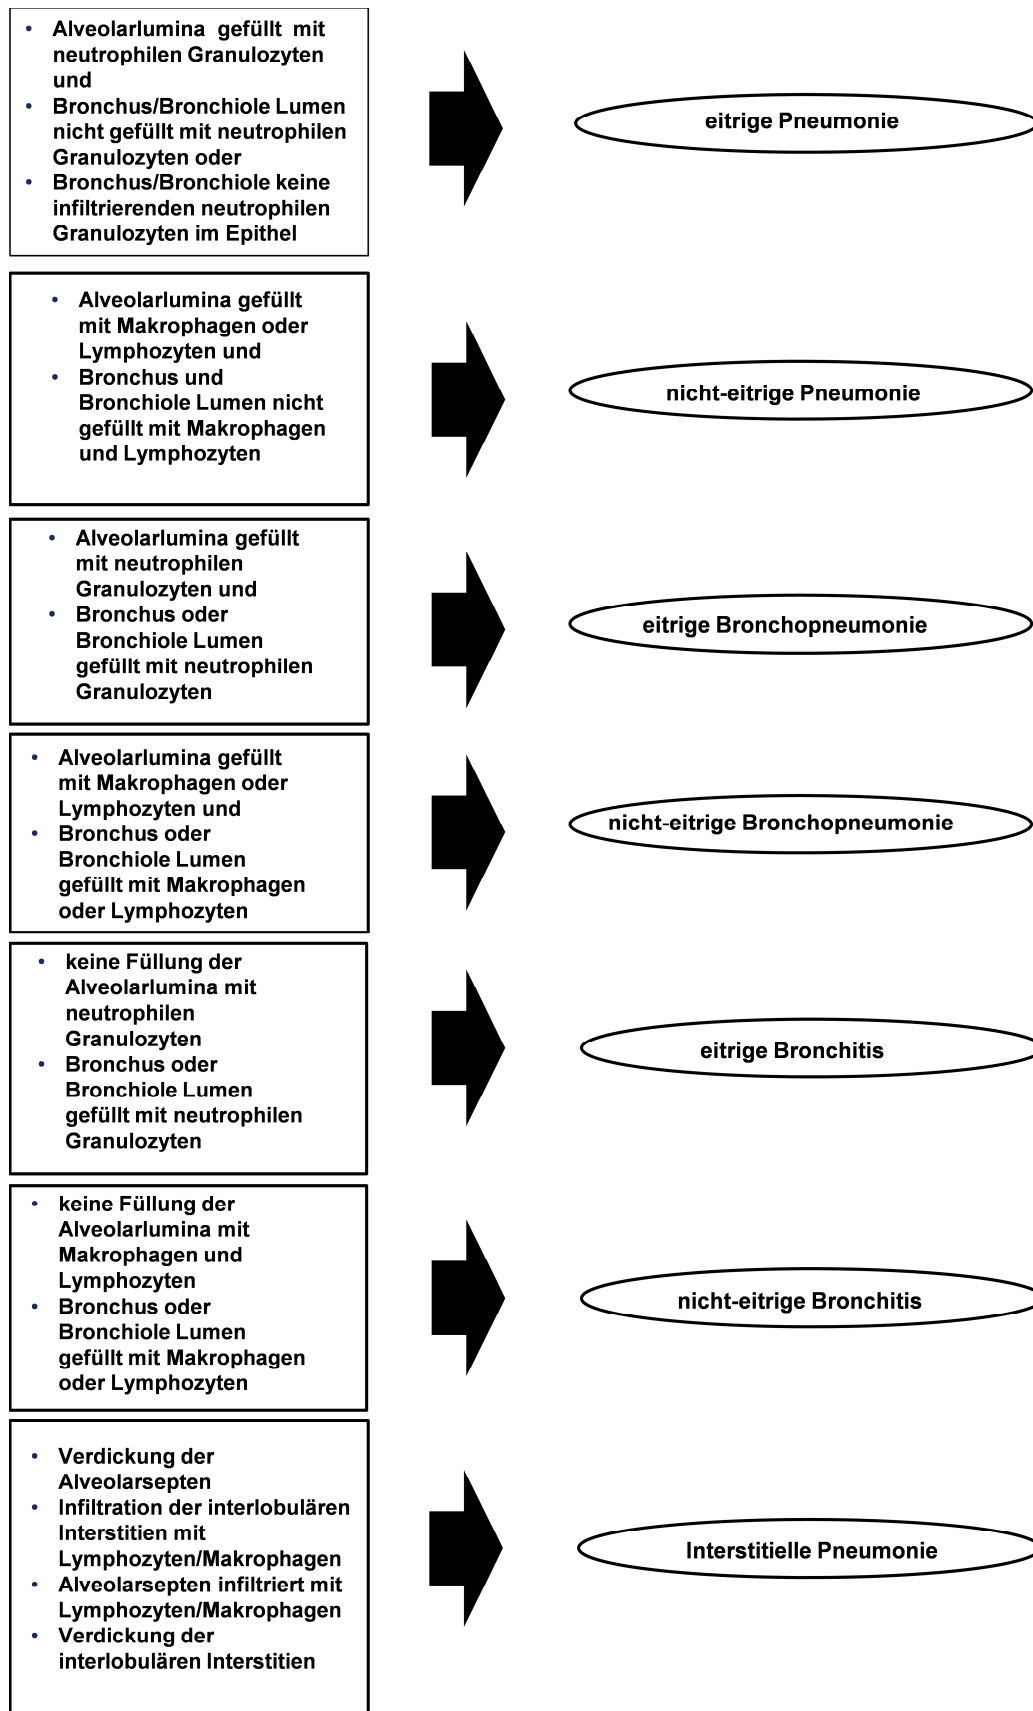 • Alveolarlumina gefüllt mit
neutrophilen Granulozyten
und
• Bronchus/Bronchiole Lumen
nicht gefüllt mit neutrophilen
Granulozyten oder
• Bronchus/Bronchiole keine
infiltrierenden neutrophilen
Granulozyten im Epithel
eitrige Pneumonie
• Alveolarlumina gefüllt
mit Makrophagen oder
Lymphozyten und
• Bronchus und
Bronchiole Lumen nicht
gefüllt mit Makrophagen
und Lymphozyten
nicht-eitrige Pneumonie
• Alveolarlumina gefüllt
mit neutrophilen
Granulozyten und
• Bronchus oder
Bronchiole Lumen
gefüllt mit neutrophilen
Granulozyten
eitrige Bronchopneumonie
• Alveolarlumina gefüllt
mit Makrophagen oder
Lymphozyten und
• Bronchus oder
Bronchiole Lumen
gefüllt mit Makrophagen
oder Lymphozyten
nicht-eitrige Bronchopneumonie
• keine Füllung der
Alveolarlumina mit
neutrophilen
Granulozyten
• Bronchus oder
Bronchiole Lumen
gefüllt mit neutrophilen
Granulozyten
eitrige Bronchitis
• keine Füllung der
Alveolarlumina mit
Makrophagen und
Lymphozyten
• Bronchus oder
Bronchiole Lumen
gefüllt mit Makrophagen
oder Lymphozyten
nicht-eitrige Bronchitis
• Verdickung der
Alveolarsepten
• Infiltration der interlobulären
Interstitien mit
Lymphozyten/Makrophagen
• Alveolarsepten infiltriert mit
Lymphozyten/Makrophagen
• Verdickung der
interlobulären Interstitien
Interstitielle Pneumonie